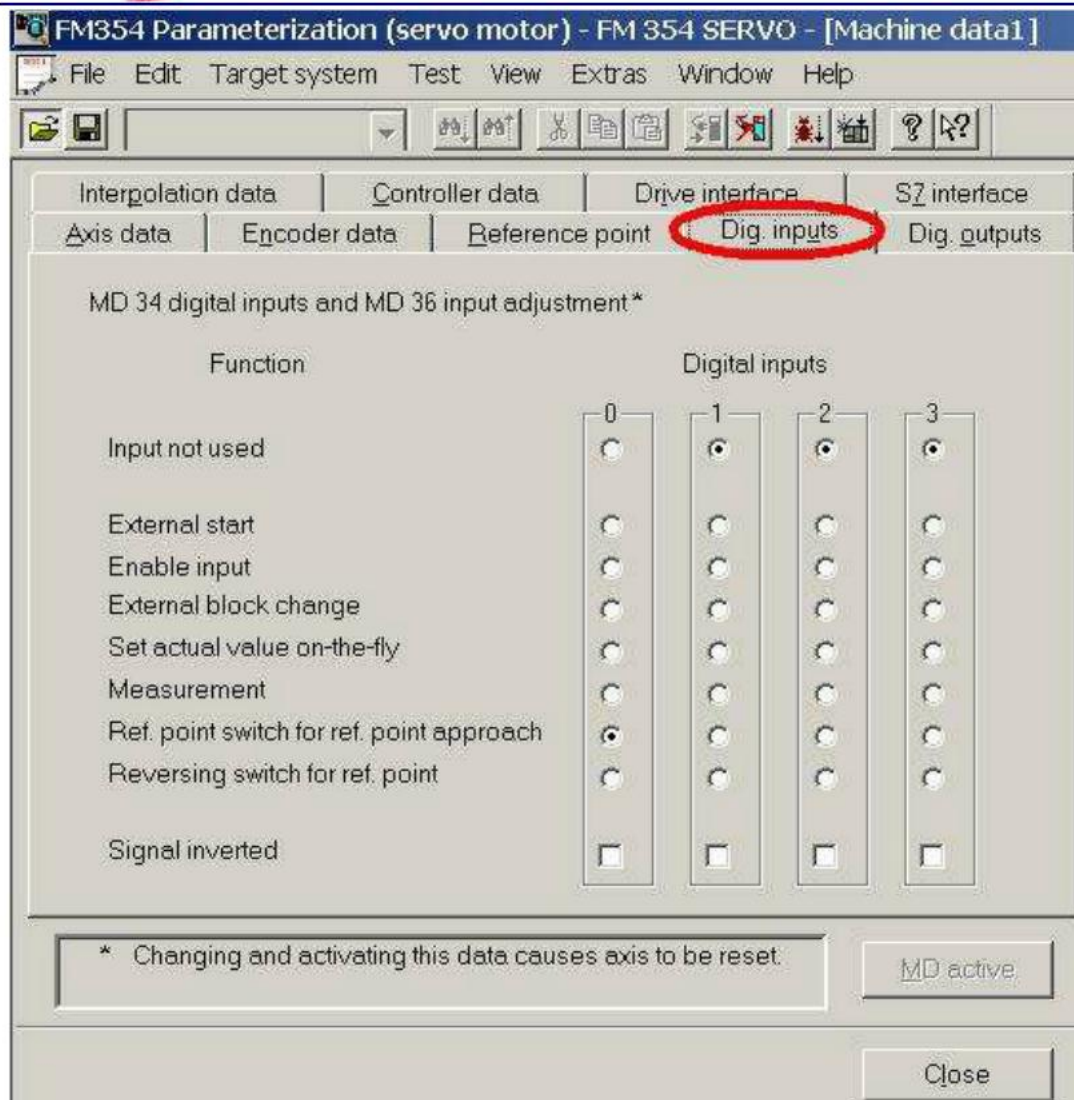 FM354 Parameterization (servo motor) - FM 354 SERVO - [Machine data1]
File Edit Target system Test View Extras Window Help
Interpolation data Controller data Drive interface S7 interface
Axis data Encoder data Reference point Dig. inputs Dig. outputs
MD 34 digital inputs and MD 36 input adjustment*
Function Digital inputs
0 1 2 3
Input not used
External start
Enable input
External block change
Set actual value on-the-fly
Measurement
Ref. point switch for ref. point approach
Reversing switch for ref. point
Signal inverted
* Changing and activating this data causes axis to be reset.
MD active
Close